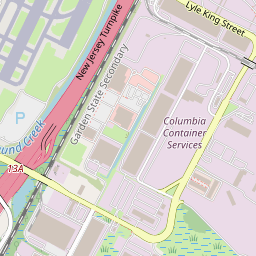 Lyle King Street
New Jersey Turnpike
Garden State Secondary
P
Columbia
Container
Services
und Creek
13A